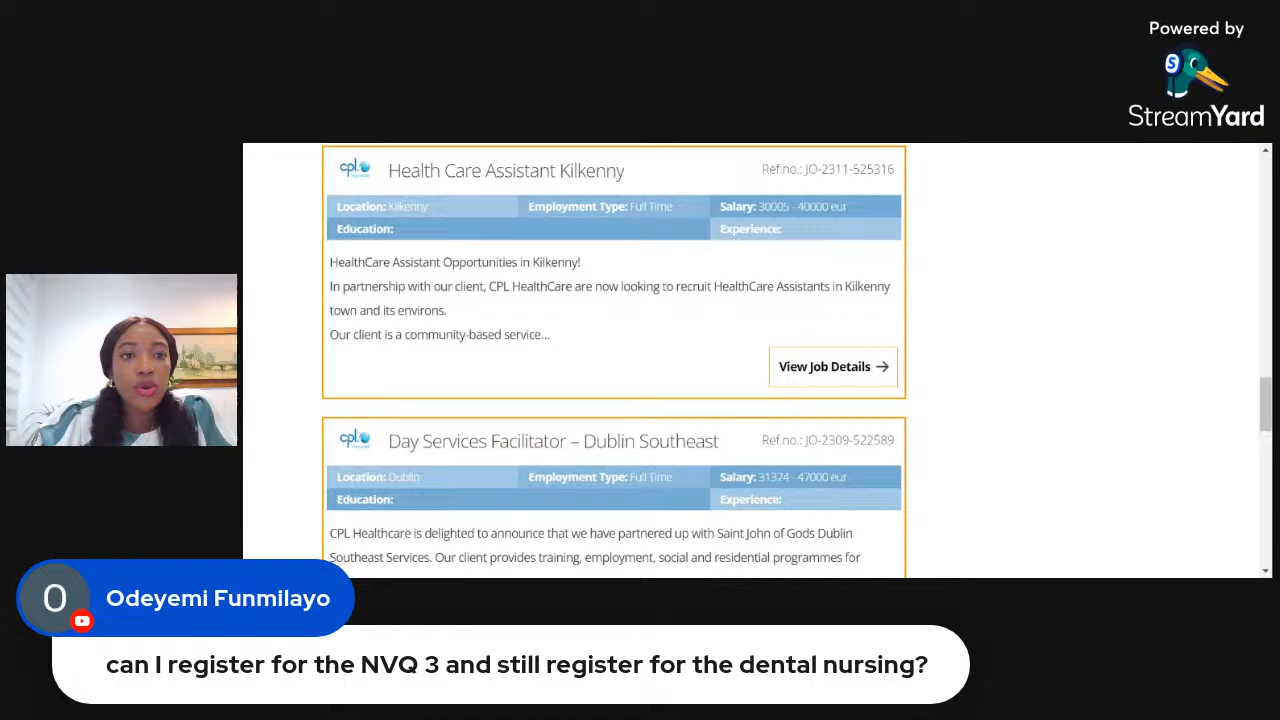 Powered by
StreamYard
cpl. Health Care Assistant Kilkenny Ref.no.: JO-2311-525316
Location: Kilkenny Employment Type: Full Time Salary: 30005 - 40000 eur
Education: Experience:
HealthCare Assistant Opportunities in Kilkenny!
In partnership with our client, CPL HealthCare are now looking to recruit HealthCare Assistants in Kilkenny
town and its environs.
Our client is a community-based service...
View Job Details →
cpl. Day Services Facilitator – Dublin Southeast Ref.no.: JO-2309-522589
Location: Dublin Employment Type: Full Time Salary: 31374 - 47000 eur
Education: Experience:
CPL Healthcare is delighted to announce that we have partnered up with Saint John of Gods Dublin
Southeast Services. Our client provides training, employment, social and residential programmes for
O Odeyemi Funmilayo
can I register for the NVQ 3 and still register for the dental nursing?